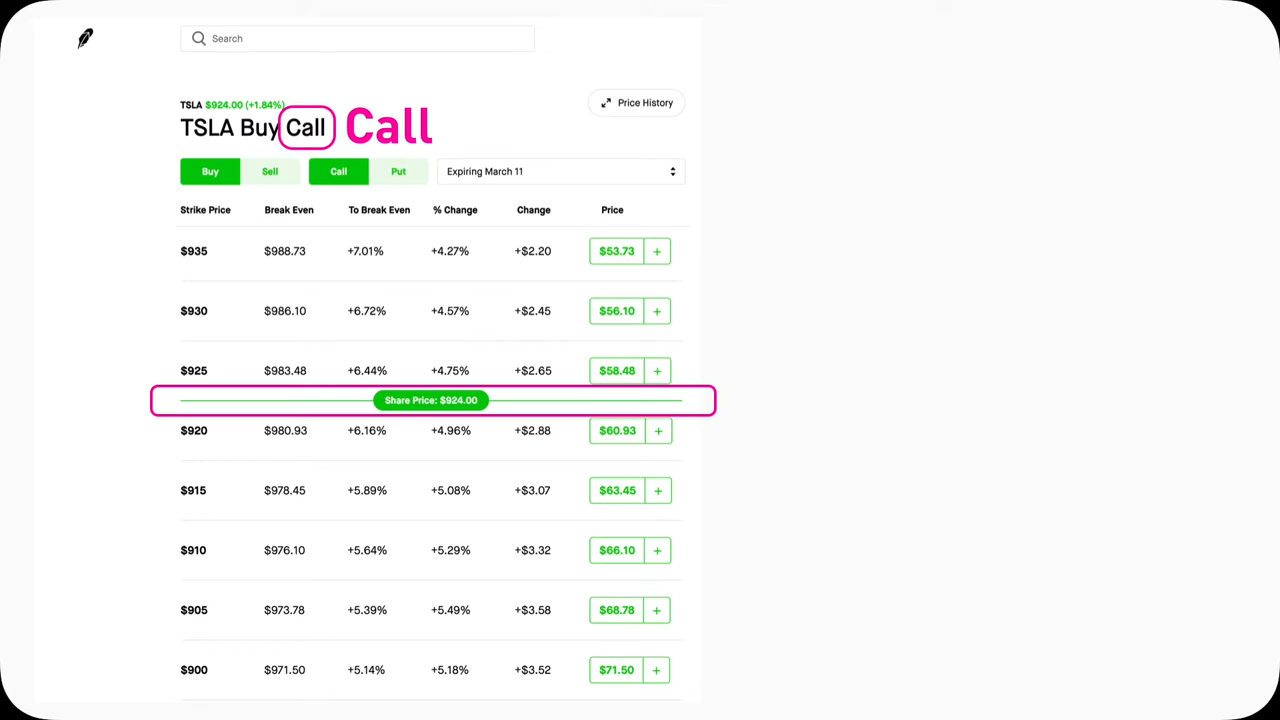 Search
TSLA $924.00 (+1.84%)
TSLA Buy Call Call
Price History
Buy Sell Call Put Expiring March 11
Strike Price Break Even To Break Even % Change Change Price
$935 $988.73 +7.01% +4.27% +$2.20 $53.73 +
$930 $986.10 +6.72% +4.57% +$2.45 $56.10 +
$925 $983.48 +6.44% +4.75% +$2.65 $58.48 +
Share Price: $924.00
$920 $980.93 +6.16% +4.96% +$2.88 $60.93 +
$915 $978.45 +5.89% +5.08% +$3.07 $63.45 +
$910 $976.10 +5.64% +5.29% +$3.32 $66.10 +
$905 $973.78 +5.39% +5.49% +$3.58 $68.78 +
$900 $971.50 +5.14% +5.18% +$3.52 $71.50 +